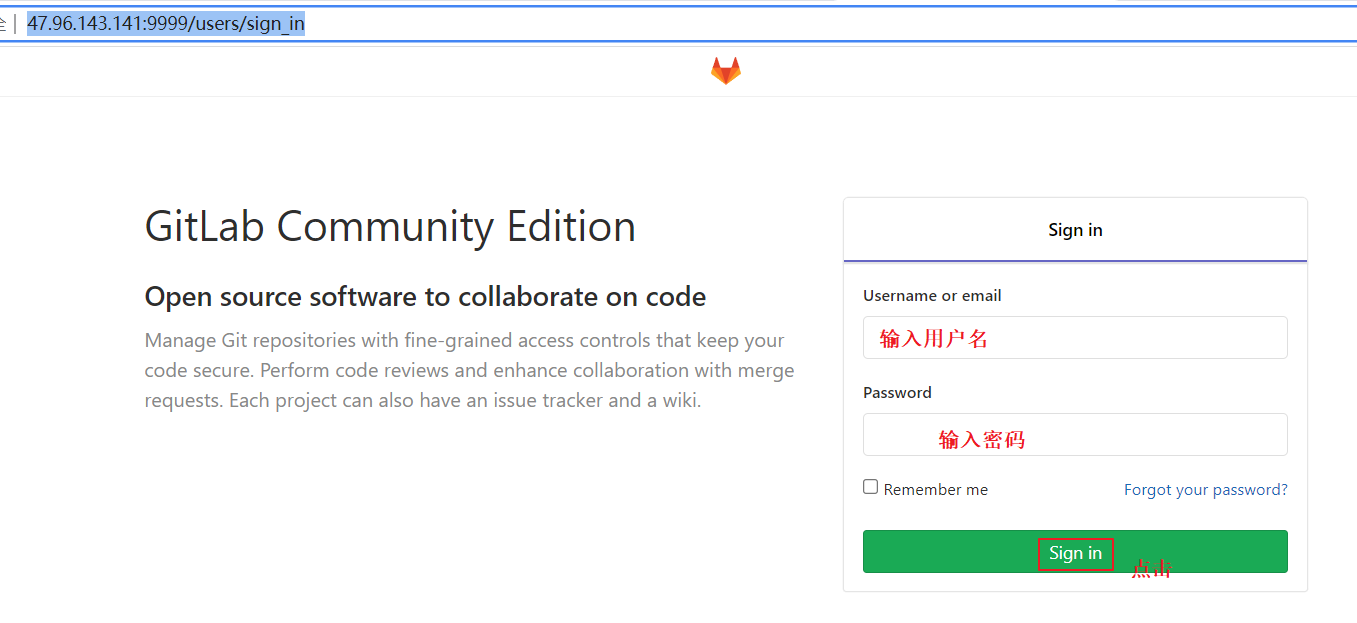 全 | 47.96.143.141:9999/users/sign_in
GitLab Community Edition
Open source software to collaborate on code
Manage Git repositories with fine-grained access controls that keep your
code secure. Perform code reviews and enhance collaboration with merge
requests. Each project can also have an issue tracker and a wiki.
Sign in
Username or email
输入用户名
Password
输入密码
Remember me
Forgot your password?
Sign in
点击